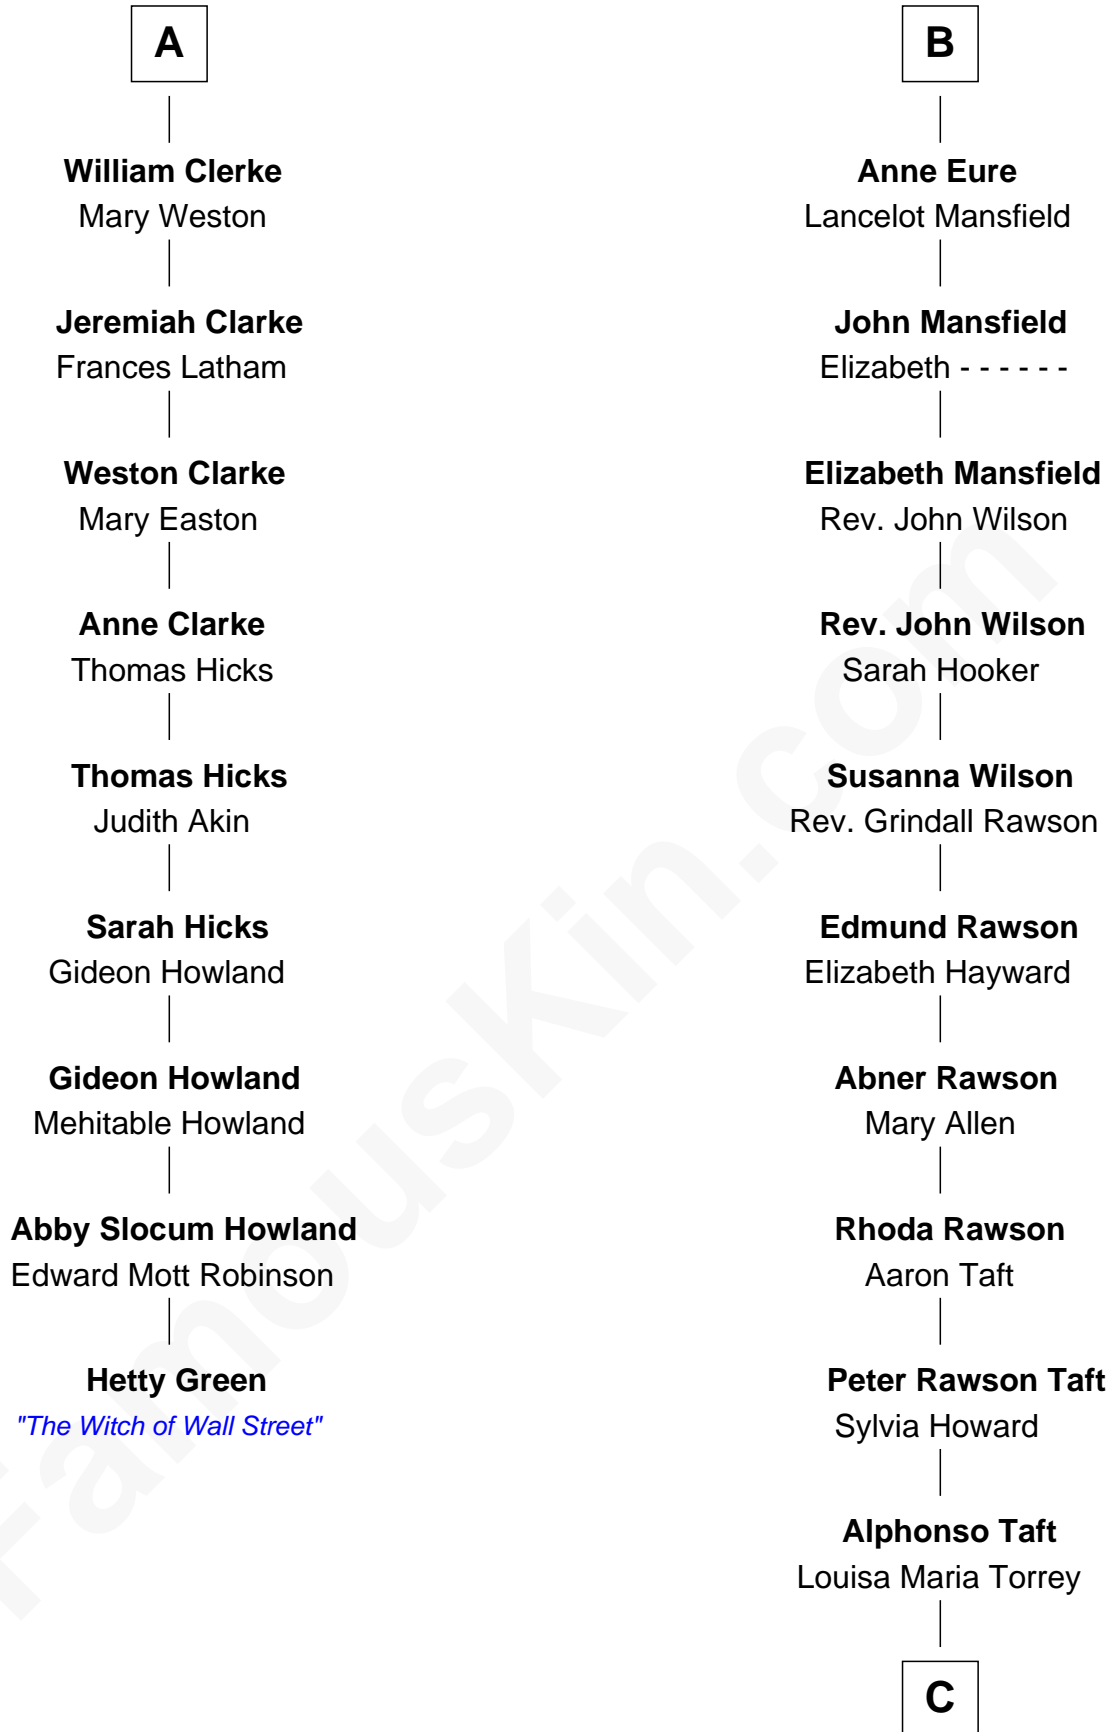 A
William Clerke
Mary Weston
Jeremiah Clarke
Frances Latham
Weston Clarke
Mary Easton
Anne Clarke
Thomas Hicks
Thomas Hicks
Judith Akin
Sarah Hicks
Gideon Howland
Gideon Howland
Mehitable Howland
Abby Slocum Howland
Edward Mott Robinson
Hetty Green
"The Witch of Wall Street"
B
Anne Eure
Lancelot Mansfield
John Mansfield
Elizabeth - - - - - -
Elizabeth Mansfield
Rev. John Wilson
Rev. John Wilson
Sarah Hooker
Susanna Wilson
Rev. Grindall Rawson
Edmund Rawson
Elizabeth Hayward
Abner Rawson
Mary Allen
Rhoda Rawson
Aaron Taft
Peter Rawson Taft
Sylvia Howard
Alphonso Taft
Louisa Maria Torrey
C
FamousKin.com